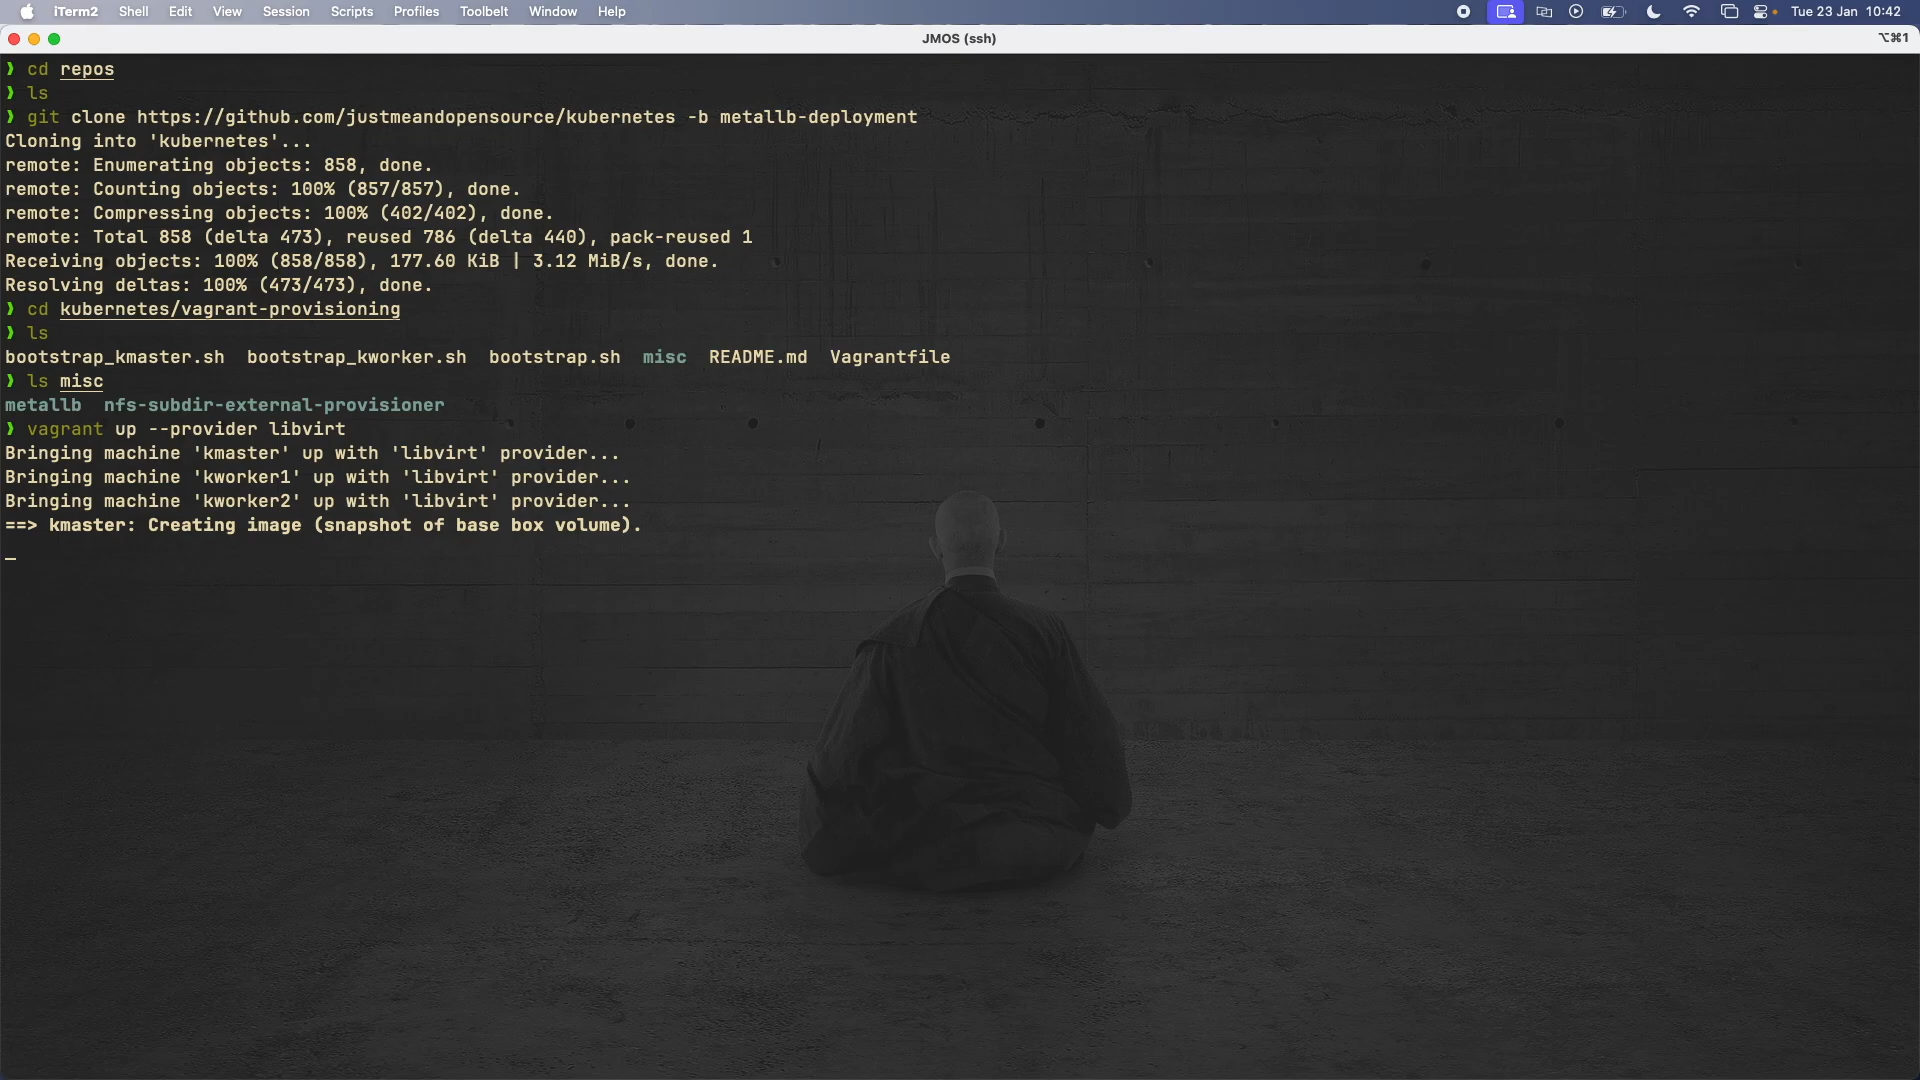 iTerm2 Shell Edit View Session Scripts Profiles Toolbelt Window Help Tue 23 Jan 10:42
JMOS (ssh) ⌥⌘1
❯ cd repos
❯ ls
❯ git clone https://github.com/justmeandopensource/kubernetes -b metallb-deployment
Cloning into 'kubernetes'...
remote: Enumerating objects: 858, done.
remote: Counting objects: 100% (857/857), done.
remote: Compressing objects: 100% (402/402), done.
remote: Total 858 (delta 473), reused 786 (delta 440), pack-reused 1
Receiving objects: 100% (858/858), 177.60 KiB | 3.12 MiB/s, done.
Resolving deltas: 100% (473/473), done.
❯ cd kubernetes/vagrant-provisioning
❯ ls
bootstrap_kmaster.sh bootstrap_kworker.sh bootstrap.sh misc README.md Vagrantfile
❯ ls misc
metallb nfs-subdir-external-provisioner
❯ vagrant up --provider libvirt
Bringing machine 'kmaster' up with 'libvirt' provider...
Bringing machine 'kworker1' up with 'libvirt' provider...
Bringing machine 'kworker2' up with 'libvirt' provider...
==> kmaster: Creating image (snapshot of base box volume).